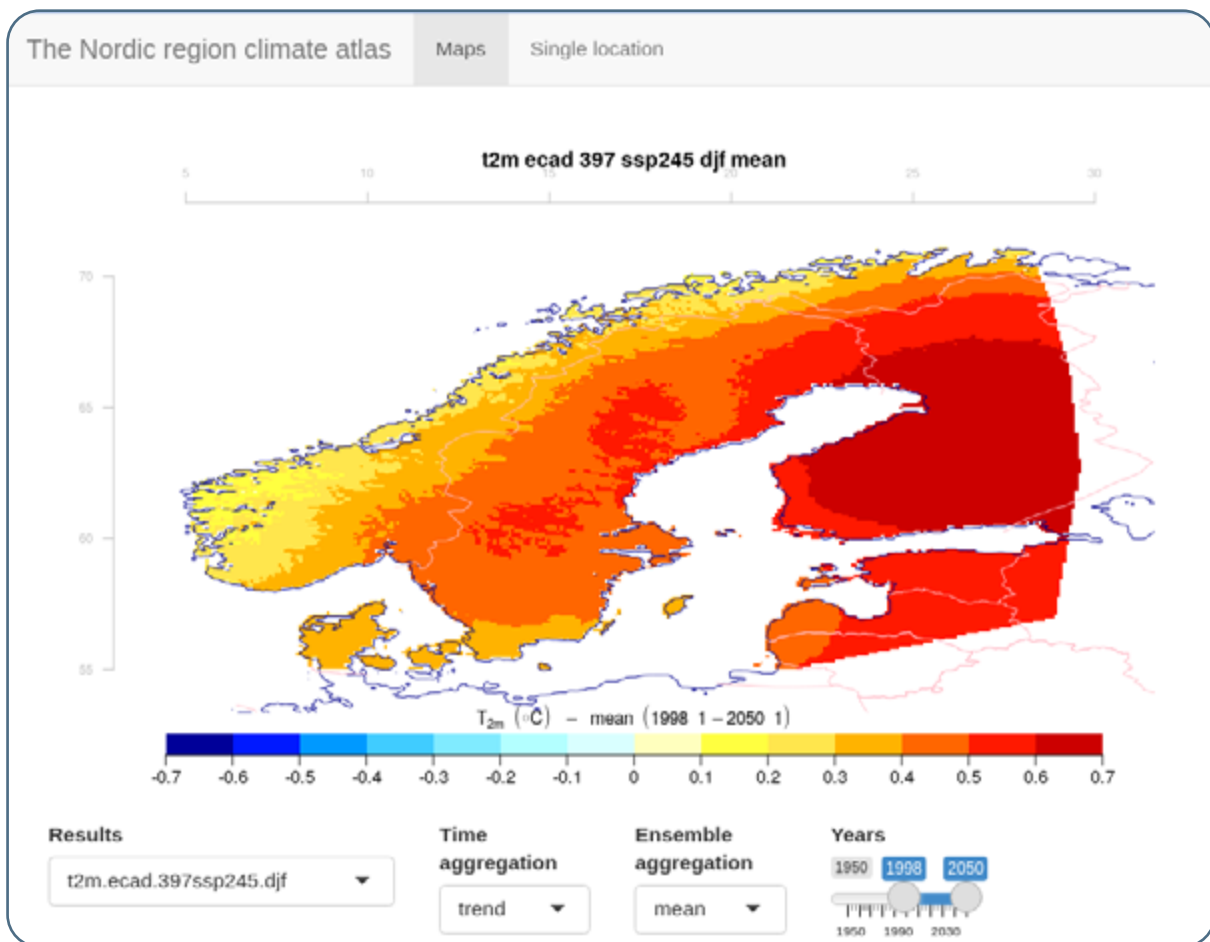 The Nordic region climate atlas Maps Single location
t2m ecad 397 ssp245 djf mean
5 10 15 20 25 30
70
65
60
55
T2m (°C) – mean (1998 1 – 2050 1)
-0.7 -0.6 -0.5 -0.4 -0.3 -0.2 -0.1 0 0.1 0.2 0.3 0.4 0.5 0.6 0.7
Results
t2m.ecad.397ssp245.djf
Time
aggregation
trend
Ensemble
aggregation
mean
Years
1950 1998 2050
1950 1990 2030